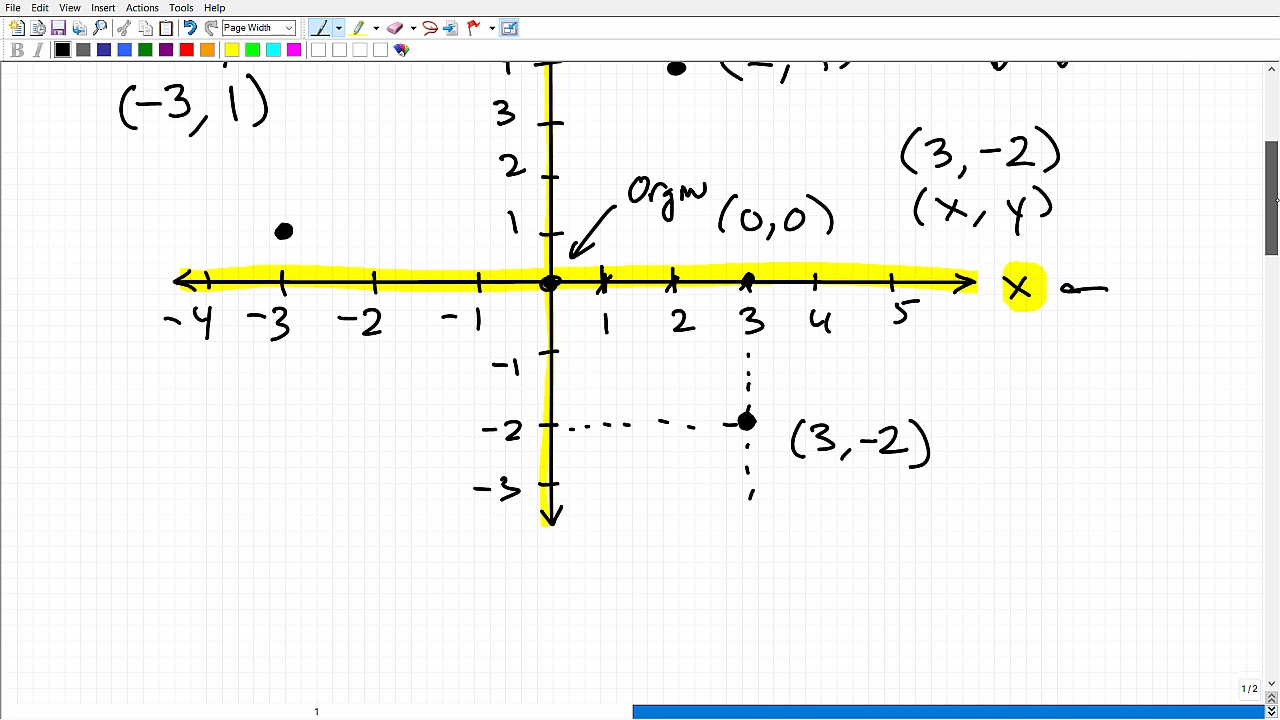 File Edit View Insert Actions Tools Help
Page Width
B I
(-3, 1)
3
2
1
Orgin (0,0)
(3, -2)
(x, y)
-4 -3 -2 -1 1 2 3 4 5
x
-1
-2
-3
(3, -2)
1/2
1